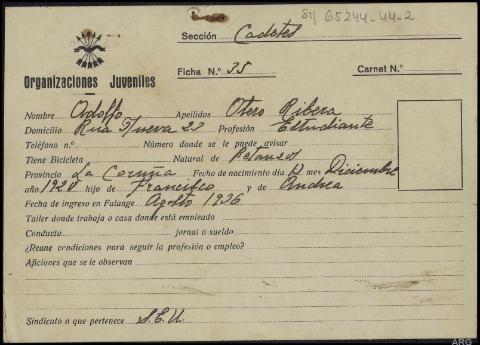 SM 65244-44-2
Sección Cadetes
Organizaciones Juveniles
Ficha N.º 35 Carnet N.º
Nombre Adolfo Apellidos Otero Ribera
Domicilio Rua Nueva 23 Profesión Estudiante
Teléfono n.º Número donde se le puede avisar
Tiene Bicicleta Natural de Betanzos
Provincia La Coruña Fecha de nacimiento día 12 mes Diciembre
año 1920 hijo de Francisco y de Andrea
Fecha de ingreso en Falange Agosto 1936
Taller donde trabaja o casa donde está empleado
Conducta jornal o sueldo
¿Reune condiciones para seguir la profesión o empleo?
Aficiones que se le observan
Sindicato a que pertenece S.E.U.
ARG